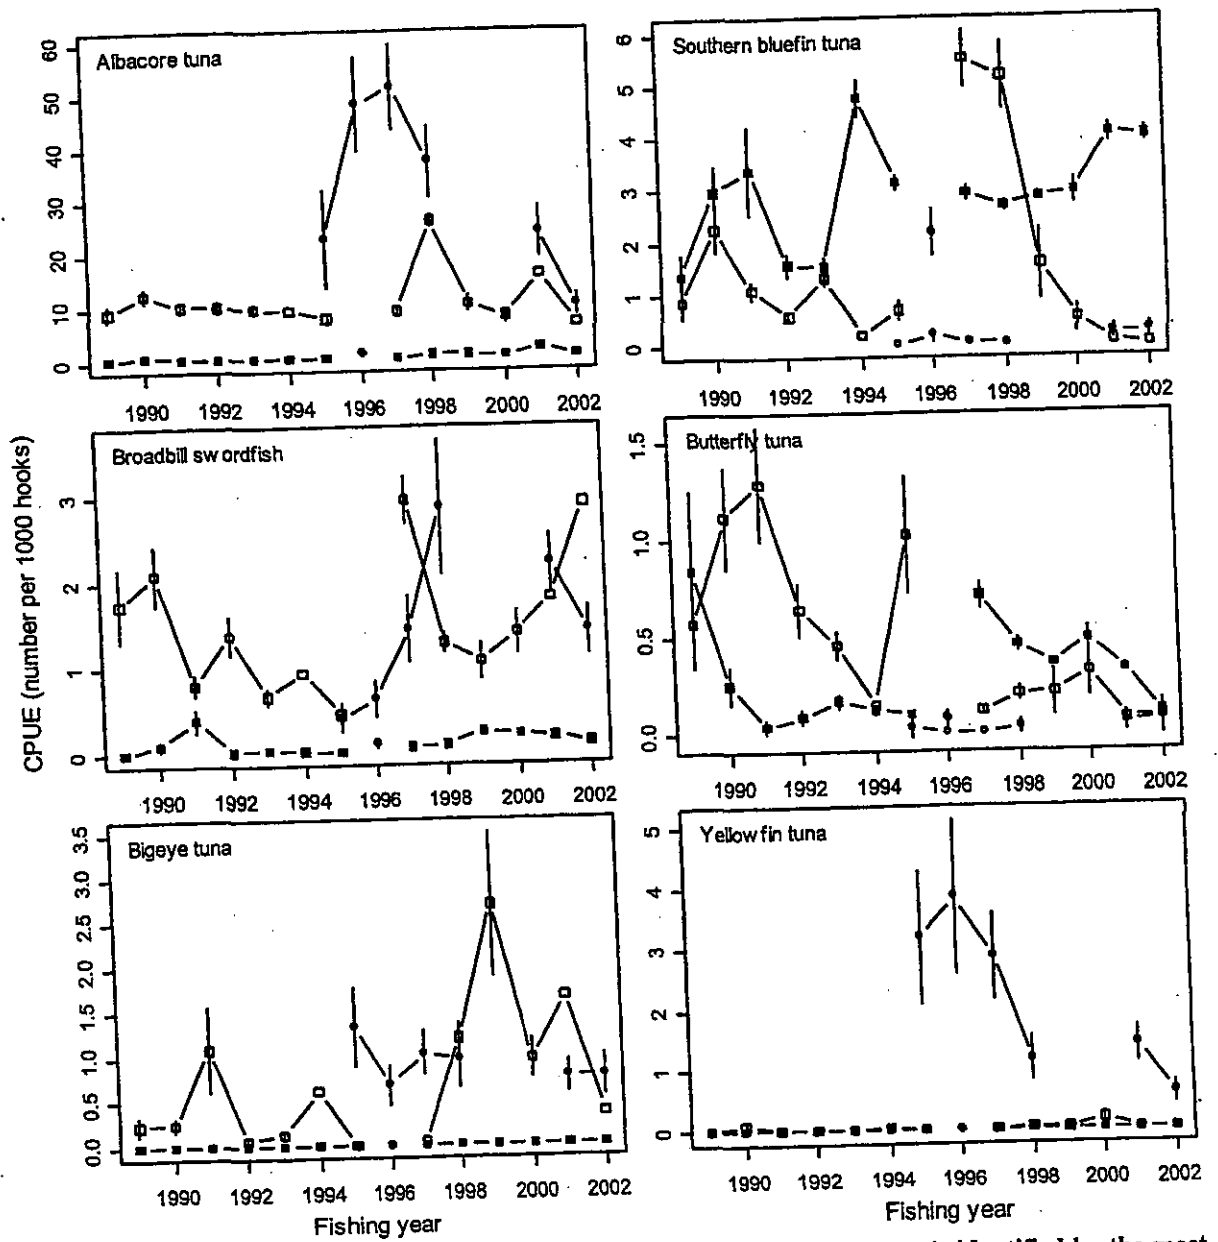 Albacore tuna
60
50
40
30
20
10
0
1990 1992 1994 1996 1998 2000 2002
Southern bluefin tuna
6
5
4
3
2
1
0
1990 1992 1994 1996 1998 2000 2002
CPUE (number per 1000 hooks)
Broadbill swordfish
3
2
1
0
1990 1992 1994 1996 1998 2000 2002
Butterfly tuna
1.5
1.0
0.5
0.0
1990 1992 1994 1996 1998 2000 2002
Bigeye tuna
3.5
3.0
2.5
2.0
1.5
1.0
0.5
0.0
1990 1992 1994 1996 1998 2000 2002
Fishing year
Yellowfin tuna
5
4
3
2
1
0
1990 1992 1994 1996 1998 2000 2002
Fishing year
identified by the most